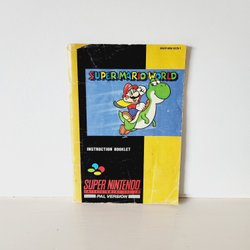 SUPER MARIO WORLD
INSTRUCTION BOOKLET
SUPER NINTENDO
ENTERTAINMENT SYSTEM
PAL VERSION